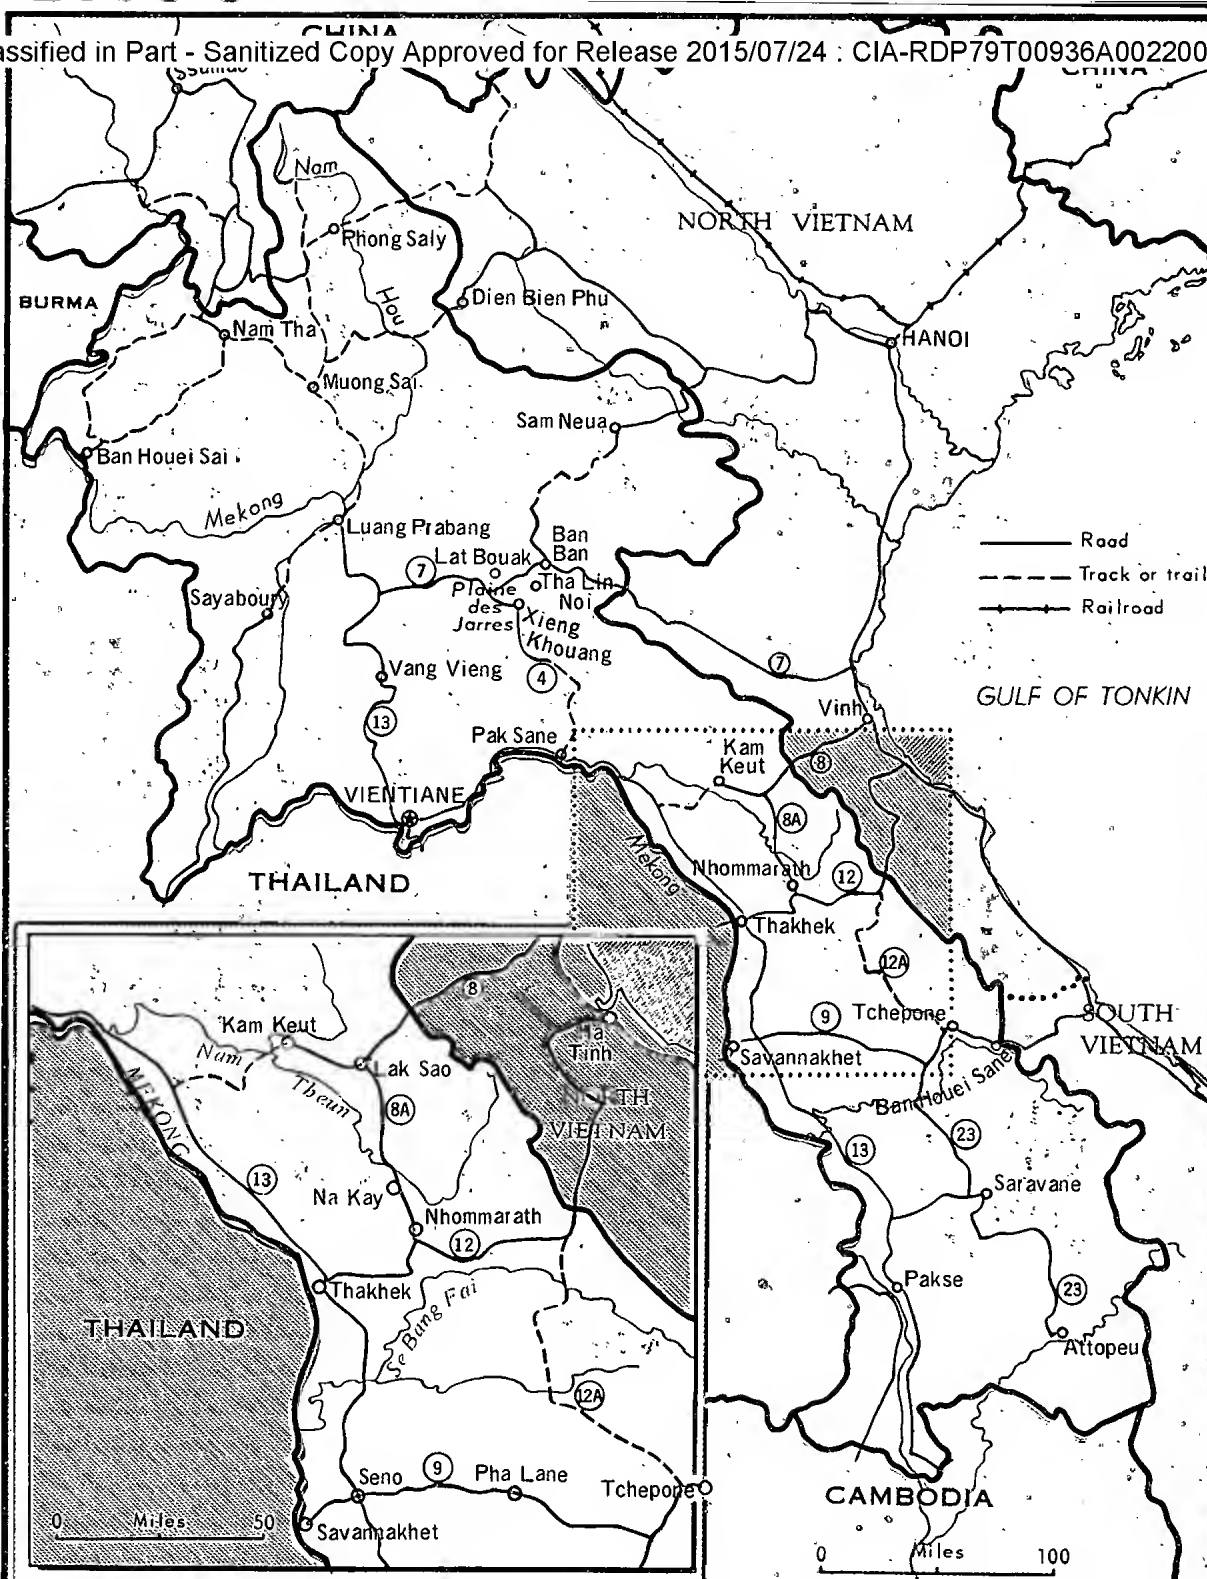 CHINA
assified in Part - Sanitized Copy Approved for Release 2015/07/24 : CIA-RDP79T00936A002200
CHINA
Nam
NORTH VIETNAM
Phong Saly
BURMA
Hou
Dien Bien Phu
Nam Tha
HANOI
Muong Sai
Sam Neua
Ban Houei Sai
Mekong
Luang Prabang
Ban
Ban
Lat Bouak
7
Tha Lin
Noi
Plaine
des
Jarres
Xieng
Khouang
Sayaboury
Road
Track or trail
Railroad
Vang Vieng
4
7
GULF OF TONKIN
13
Pak Sane
Vinh
Kam
Keut
8
VIENTIANE
8A
Mekong
Nhommarath
12
THAILAND
Thakhek
12A
Tchepone
9
SOUTH
VIETNAM
Savannakhet
Ban Houei Sane
23
13
Saravane
Pakse
23
Attopeu
CAMBODIA
0 Miles 100
8
Kam Keut
Ha
Tinh
Nam
Theun
Lak Sao
MEKONG
8A
NORTH
VIETNAM
13
Na Kay
Nhommarath
12
Thakhek
Se Bang Fai
THAILAND
12A
Seno
9
Pha Lane
Tchepone
0 Miles 50
Savannakhet